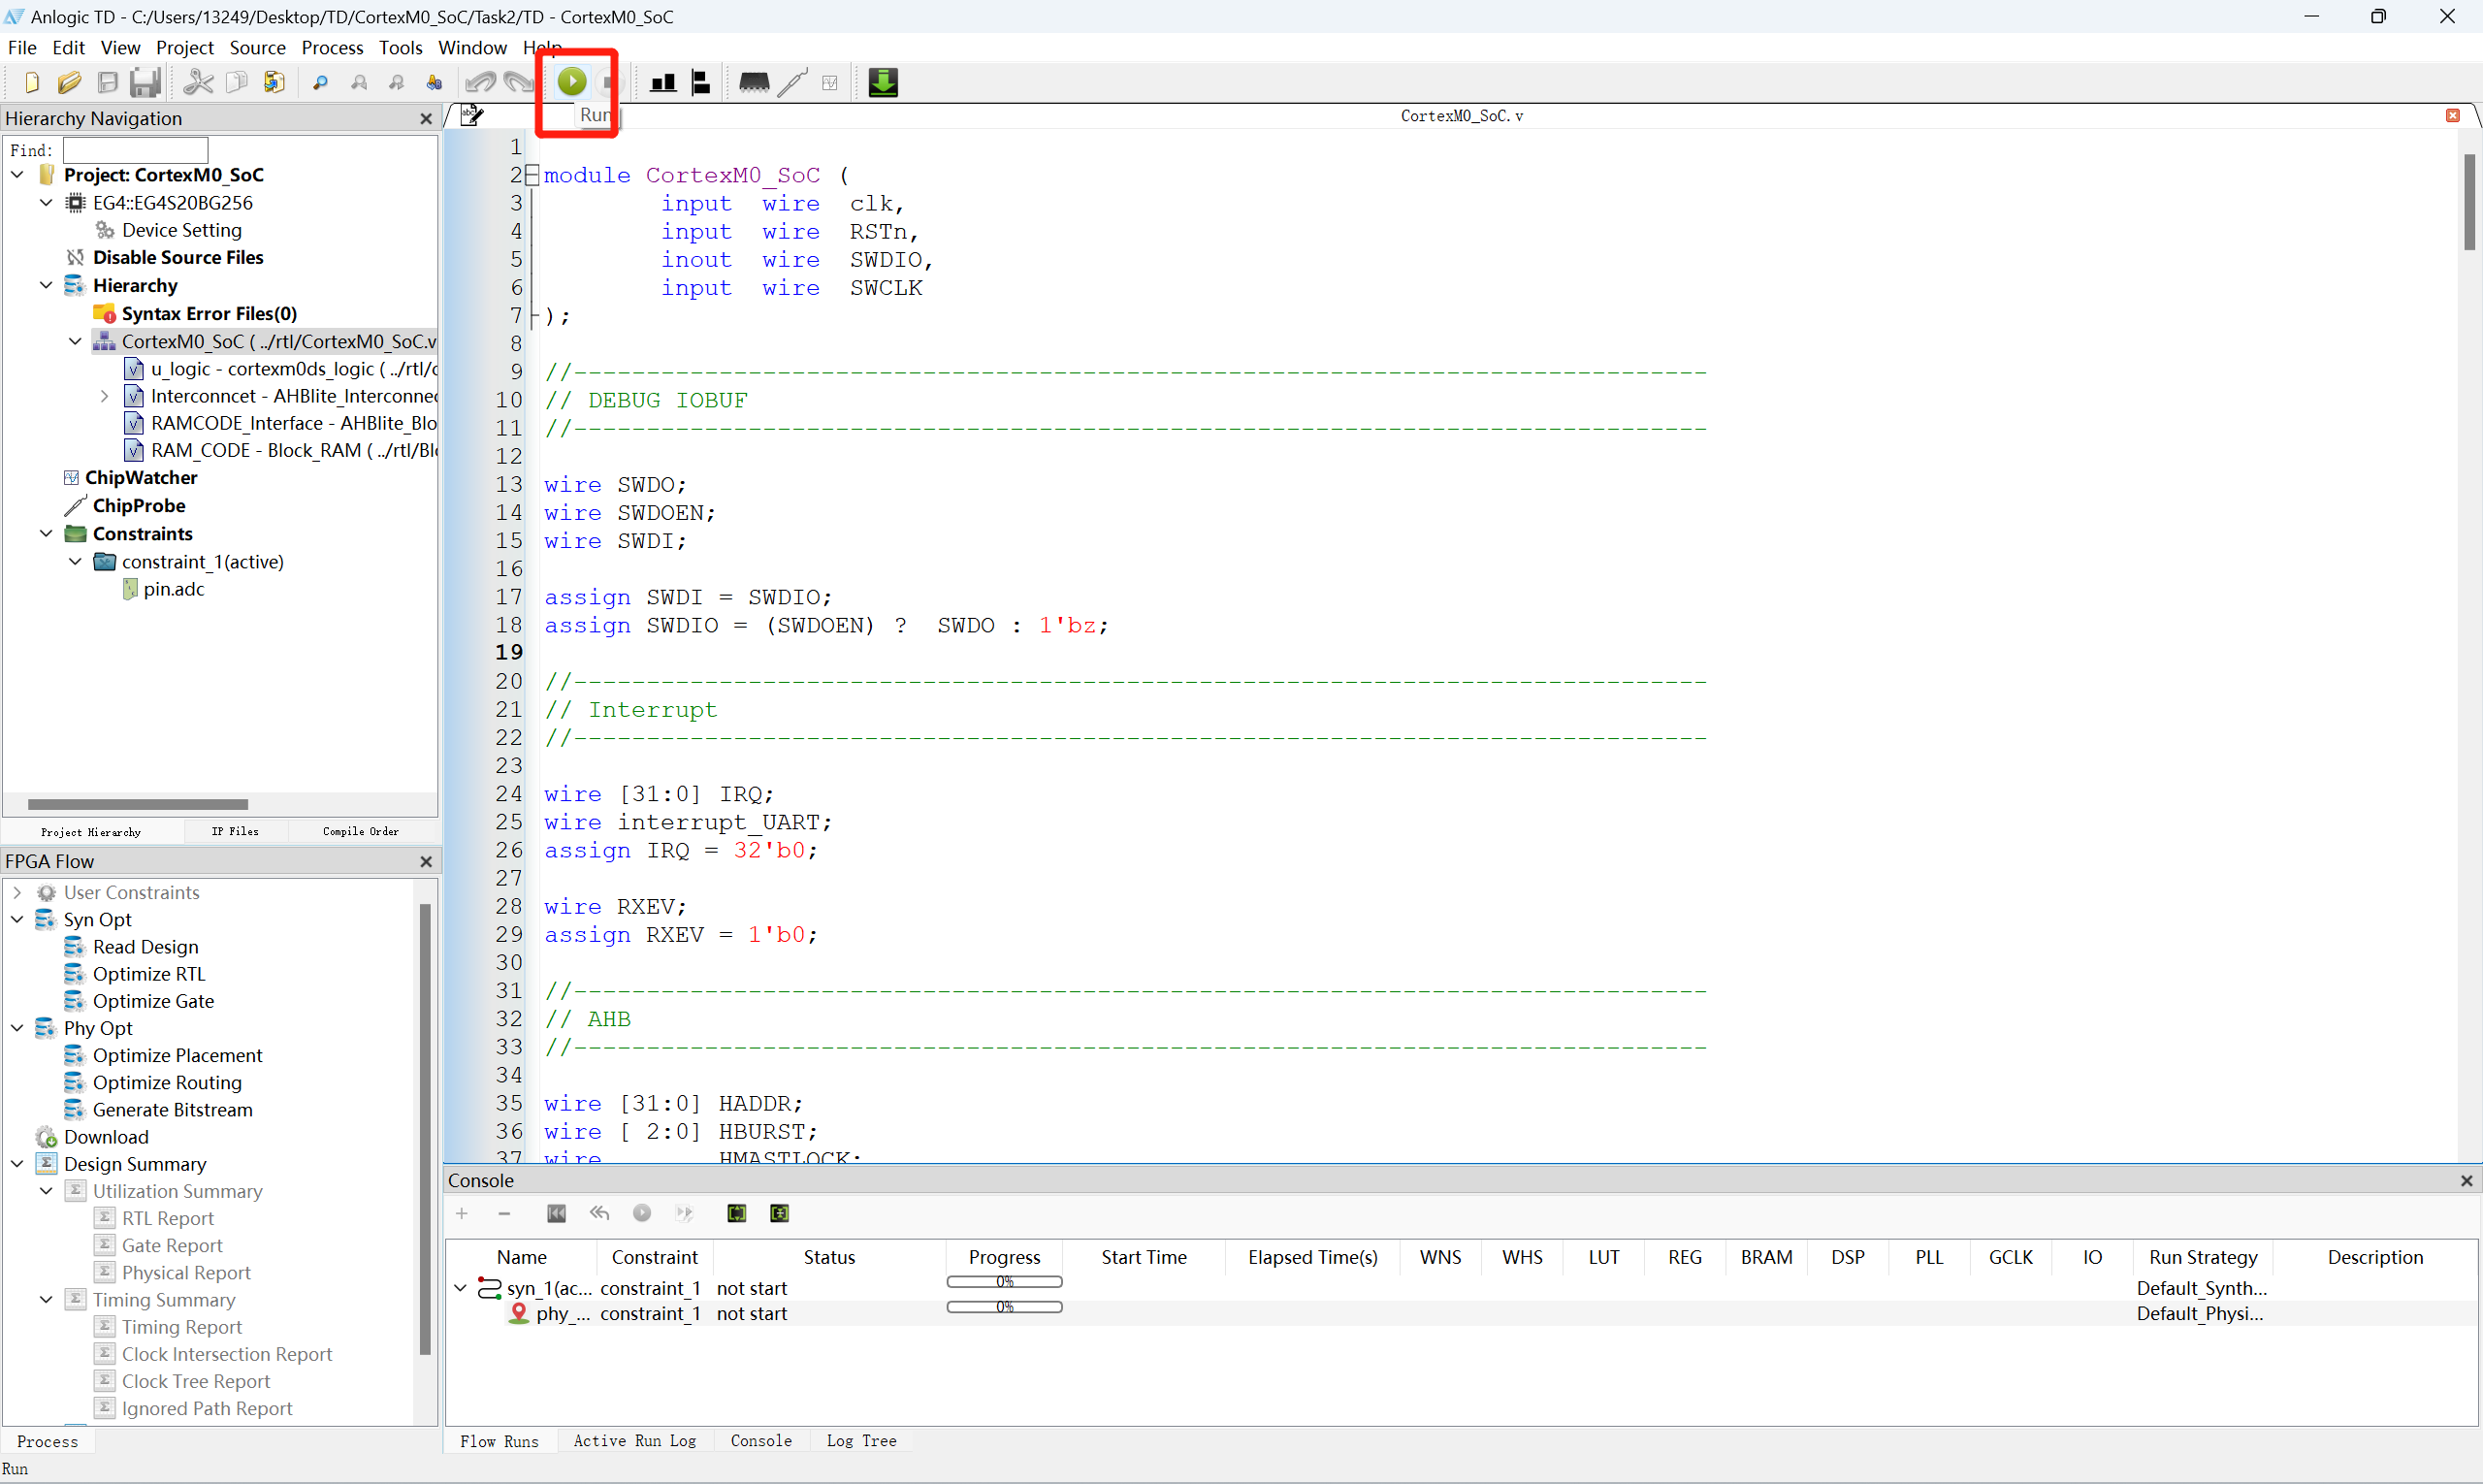 Anlogic TD - C:/Users/13249/Desktop/TD/CortexM0_SoC/Task2/TD - CortexM0_SoC
File Edit View Project Source Process Tools Window Help
Run
Hierarchy Navigation
Find:
Project: CortexM0_SoC
EG4::EG4S20BG256
Device Setting
Disable Source Files
Hierarchy
Syntax Error Files(0)
CortexM0_SoC ( ../rtl/CortexM0_SoC.v
u_logic - cortexm0ds_logic ( ../rtl/c
Interconncet - AHBlite_Interconnec
RAMCODE_Interface - AHBlite_Blo
RAM_CODE - Block_RAM ( ../rtl/Blo
ChipWatcher
ChipProbe
Constraints
constraint_1(active)
pin.adc
Project Hierarchy IP Files Compile Order
FPGA Flow
User Constraints
Syn Opt
Read Design
Optimize RTL
Optimize Gate
Phy Opt
Optimize Placement
Optimize Routing
Generate Bitstream
Download
Design Summary
Utilization Summary
RTL Report
Gate Report
Physical Report
Timing Summary
Timing Report
Clock Intersection Report
Clock Tree Report
Ignored Path Report
Process
Run
CortexM0_SoC.v
1
2 module CortexM0_SoC (
3 input wire clk,
4 input wire RSTn,
5 inout wire SWDIO,
6 input wire SWCLK
7 );
8
9 //------------------------------------------------------------------------------
10 // DEBUG IOBUF
11 //------------------------------------------------------------------------------
12
13 wire SWDO;
14 wire SWDOEN;
15 wire SWDI;
16
17 assign SWDI = SWDIO;
18 assign SWDIO = (SWDOEN) ? SWDO : 1'bz;
19
20 //------------------------------------------------------------------------------
21 // Interrupt
22 //------------------------------------------------------------------------------
23
24 wire [31:0] IRQ;
25 wire interrupt_UART;
26 assign IRQ = 32'b0;
27
28 wire RXEV;
29 assign RXEV = 1'b0;
30
31 //------------------------------------------------------------------------------
32 // AHB
33 //------------------------------------------------------------------------------
34
35 wire [31:0] HADDR;
36 wire [ 2:0] HBURST;
37 wire HMASTLOCK;
Console
Name Constraint Status Progress Start Time Elapsed Time(s) WNS WHS LUT REG BRAM DSP PLL GCLK IO Run Strategy Description
syn_1(ac... constraint_1 not start 0% Default_Synth...
phy_... constraint_1 not start 0% Default_Physi...
Flow Runs Active Run Log Console Log Tree